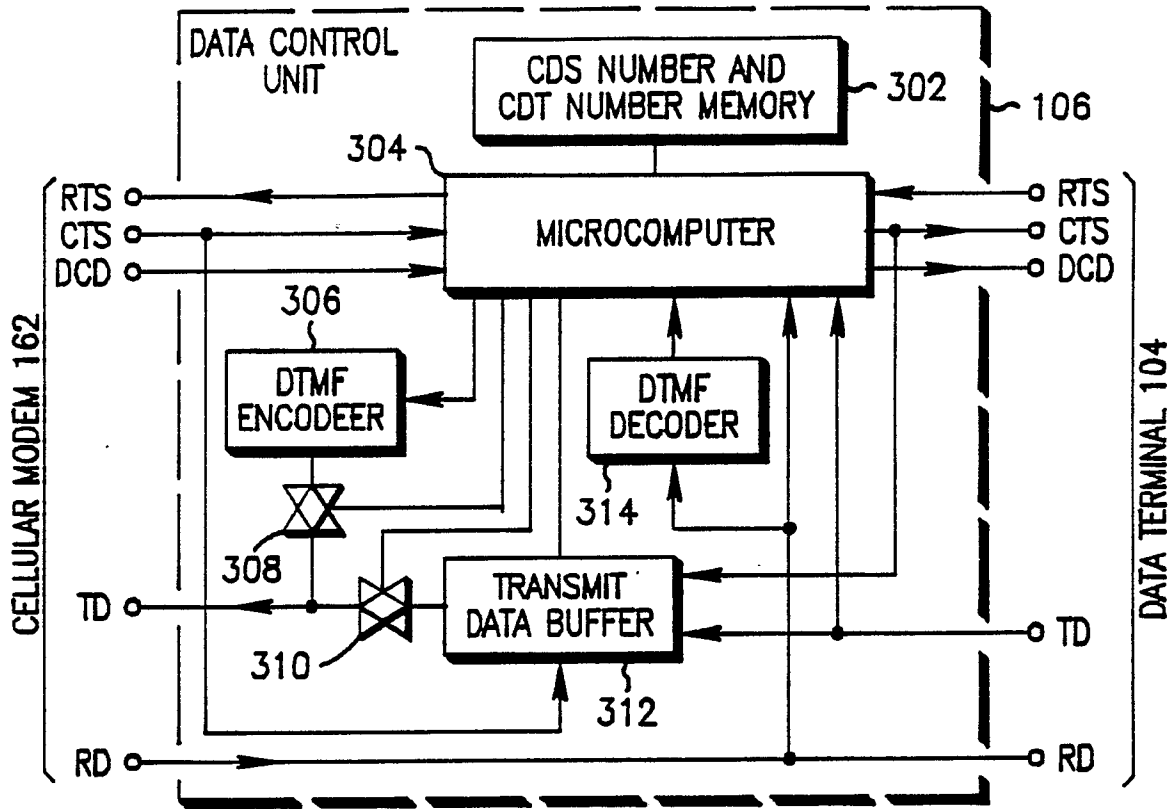 DATA CONTROL
UNIT
CDS NUMBER AND
CDT NUMBER MEMORY
302
106
304
RTS
CTS
DCD
MICROCOMPUTER
RTS
CTS
DCD
CELLULAR MODEM 162
DATA TERMINAL 104
306
DTMF
ENCODEER
DTMF
DECODER
314
308
TRANSMIT
DATA BUFFER
TD
TD
310
312
RD
RD